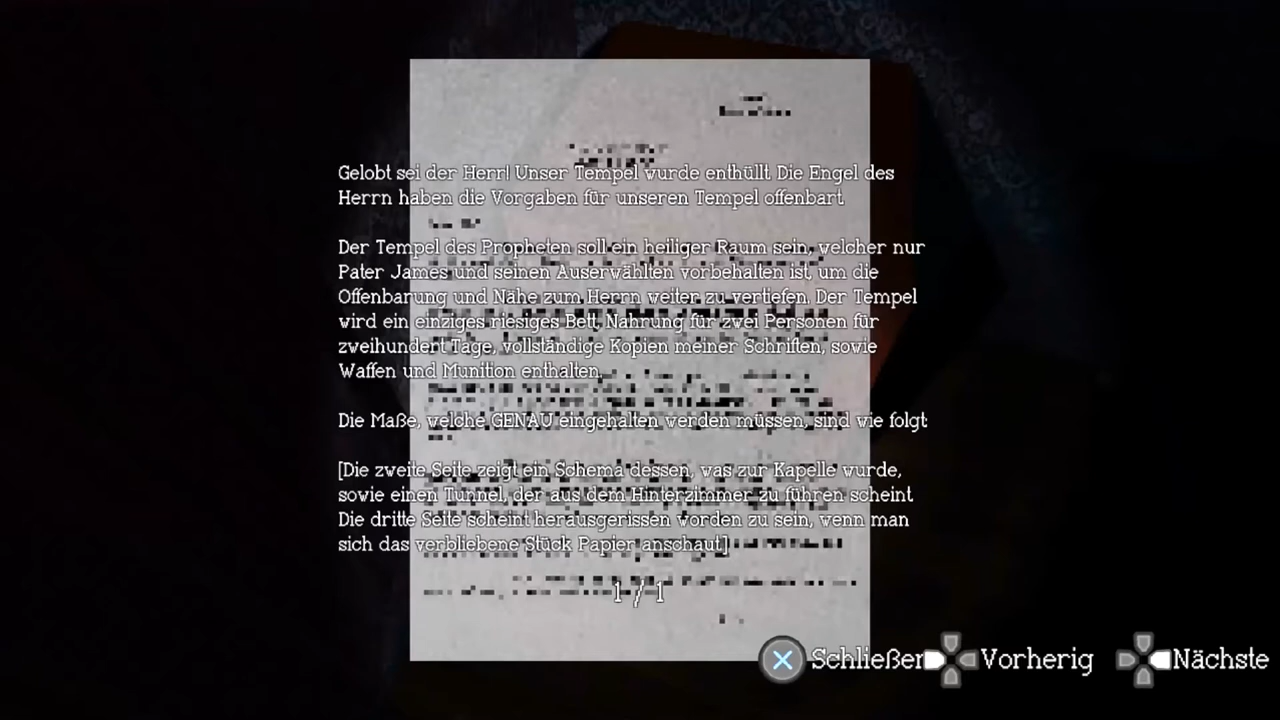 Gelobt sei der Herr! Unser Tempel wurde enthüllt. Die Engel des
Herrn haben die Vorgaben für unseren Tempel offenbart.
Der Tempel des Propheten soll ein heiliger Raum sein, welcher nur
Pater James und seinen Auserwählten vorbehalten ist, um die
Offenbarung und Nähe zum Herrn weiter zu vertiefen. Der Tempel
wird ein einziges riesiges Bett, Nahrung für zwei Personen für
zweihundert Tage, vollständige Kopien meiner Schriften, sowie
Waffen und Munition enthalten.
Die Maße, welche GENAU eingehalten werden müssen, sind wie folgt:
[Die zweite Seite zeigt ein Schema dessen, was zur Kapelle wurde,
sowie einen Tunnel, der aus dem Hinterzimmer zu führen scheint.
Die dritte Seite scheint herausgerissen worden zu sein, wenn man
sich das verbliebene Stück Papier anschaut.]
1 / 1
Schließen Vorherig Nächste